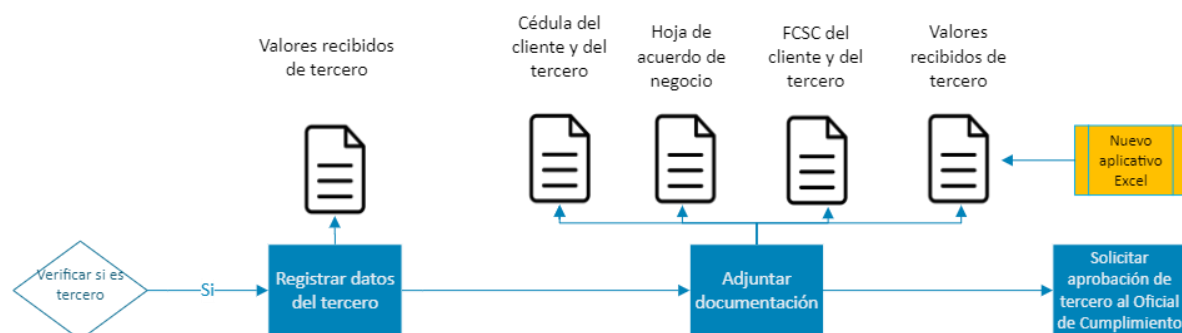 Valores recibidos
de tercero
Cédula del
cliente y del
tercero
Hoja de
acuerdo de
negocio
FCSC del
cliente y del
tercero
Valores
recibidos de
tercero
Nuevo
aplicativo
Excel
Verificar si es
tercero
Si
Registrar datos
del tercero
Adjuntar
documentación
Solicitar
aprobación de
tercero al Oficial
de Cumplimiento